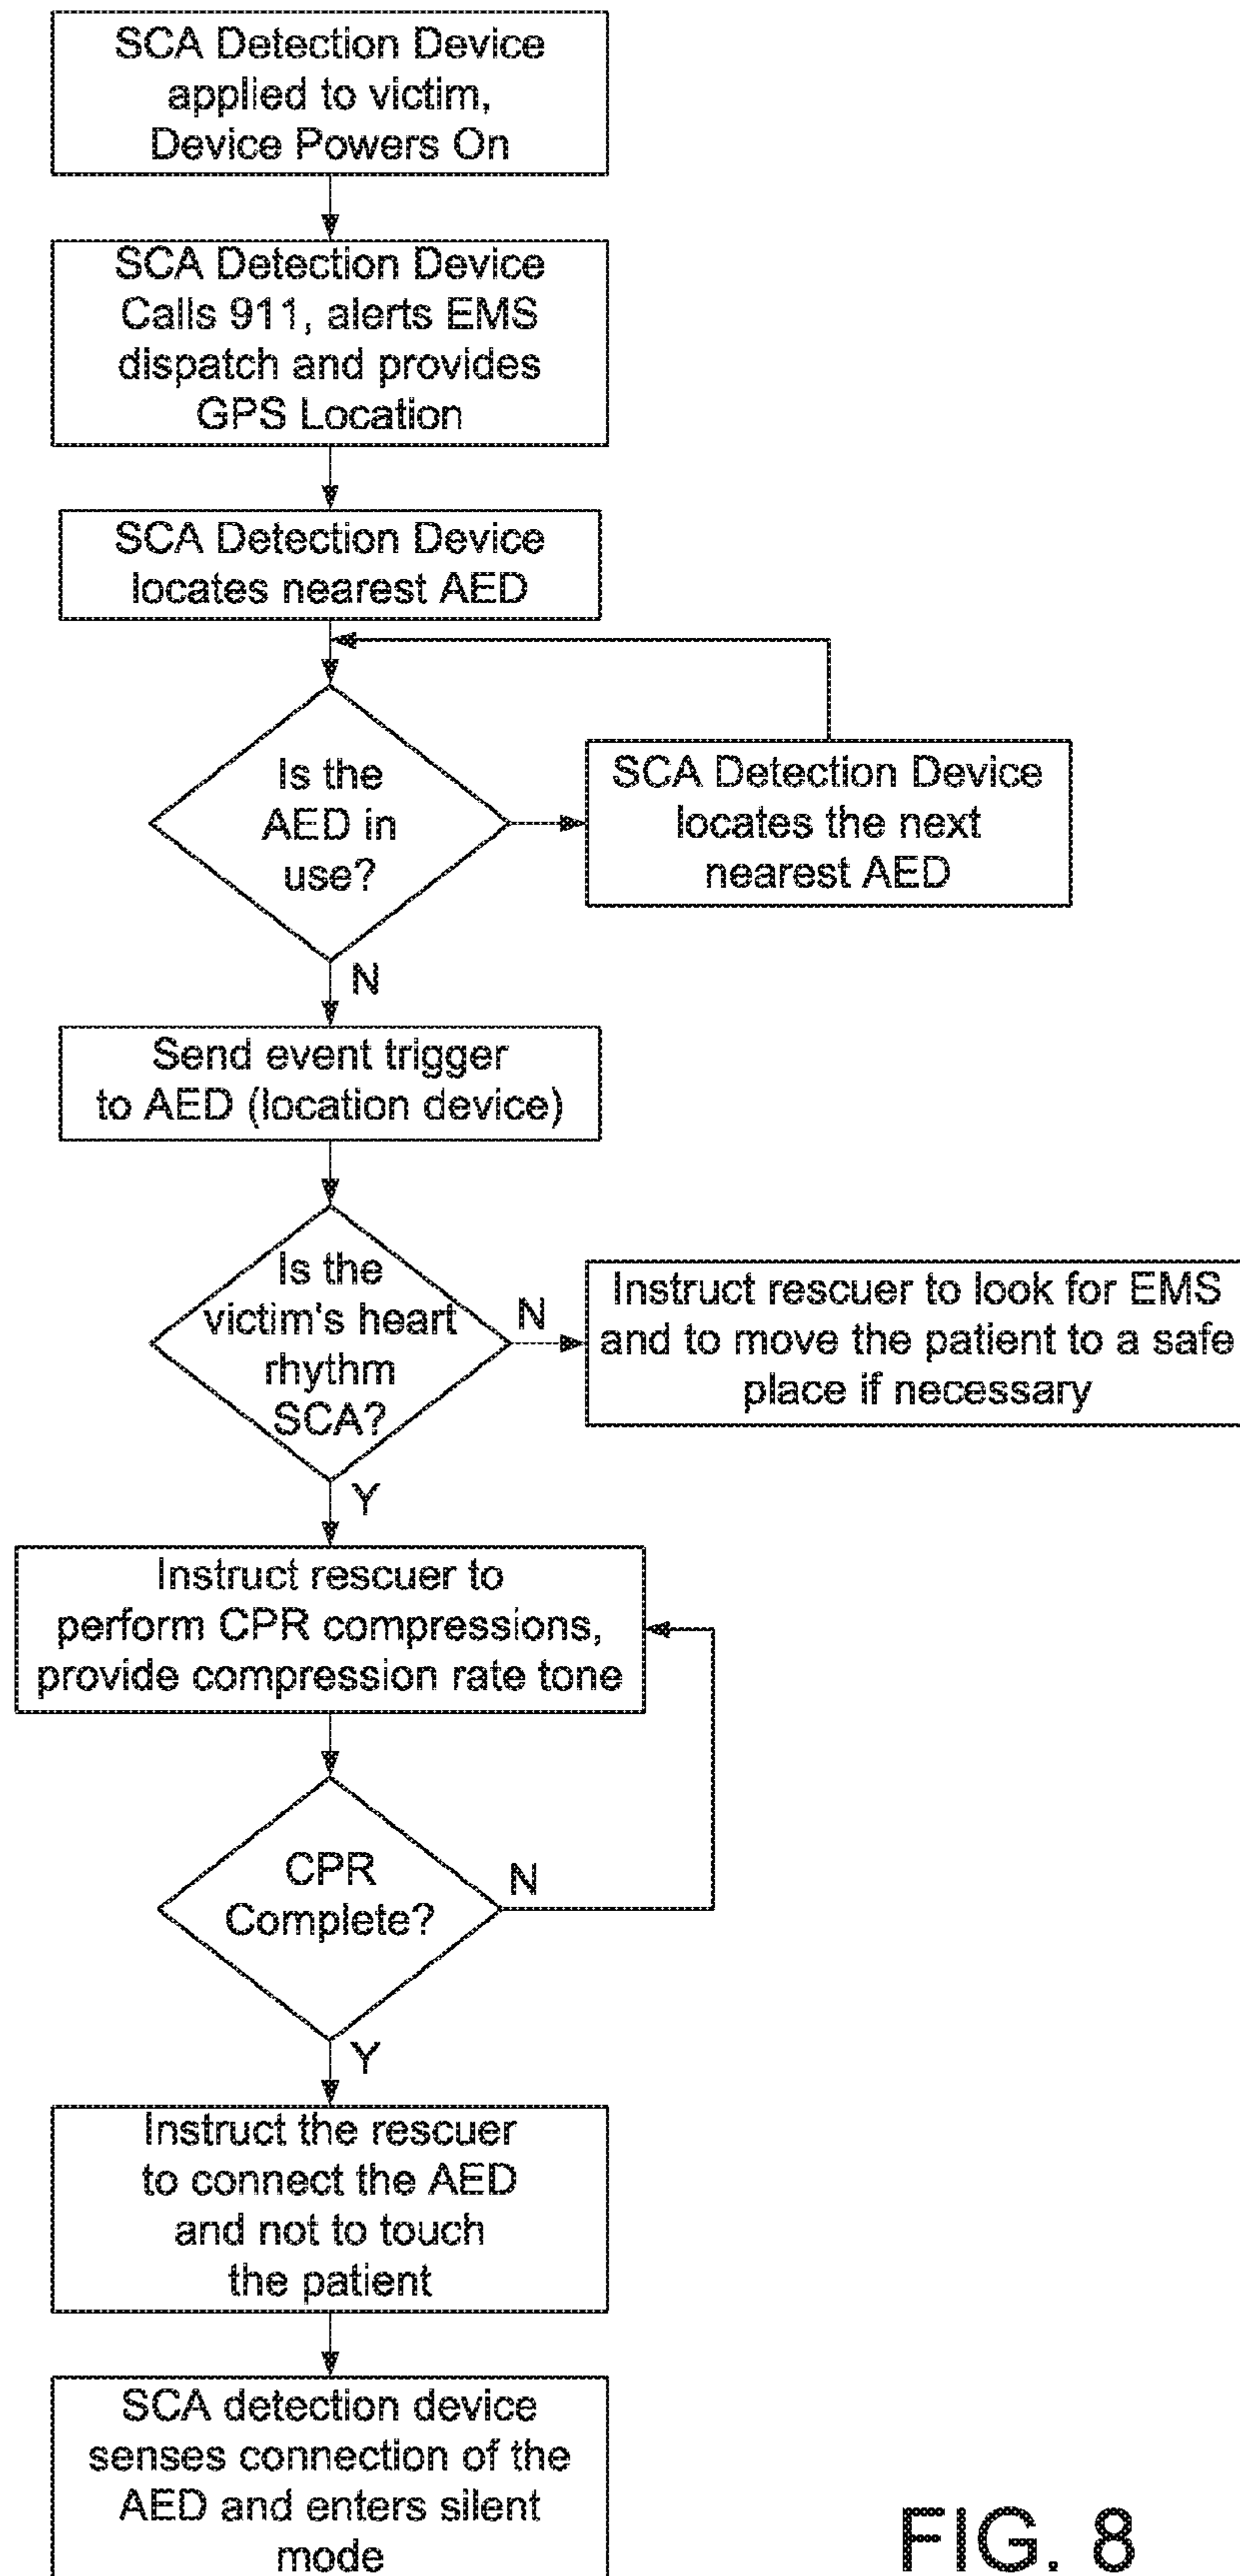 SCA Detection Device
applied to victim,
Device Powers On
SCA Detection Device
Calls 911, alerts EMS
dispatch and provides
GPS Location
SCA Detection Device
locates nearest AED
Is the
AED in
use?
SCA Detection Device
locates the next
nearest AED
N
Send event trigger
to AED (location device)
Is the
victim's heart
rhythm
SCA?
N
Instruct rescuer to look for EMS
and to move the patient to a safe
place if necessary
Y
Instruct rescuer to
perform CPR compressions,
provide compression rate tone
CPR
Complete?
N
Y
Instruct the rescuer
to connect the AED
and not to touch
the patient
SCA detection device
senses connection of the
AED and enters silent
mode
FIG. 8